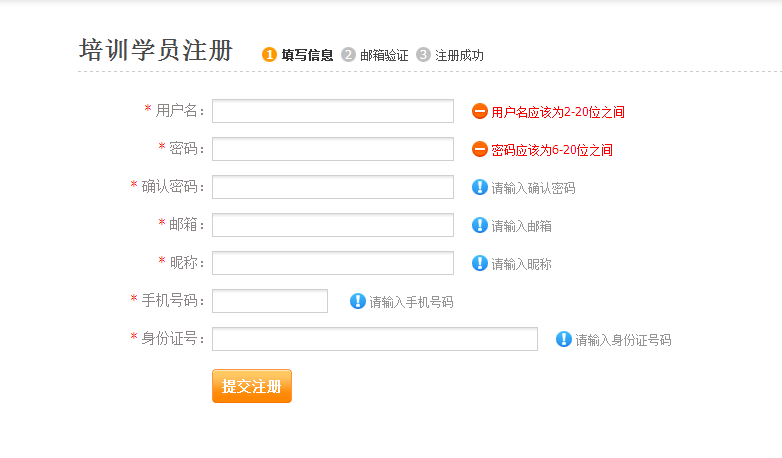 培训学员注册 1 填写信息 2 邮箱验证 3 注册成功
* 用户名： 用户名应该为2-20位之间
* 密码： 密码应该为6-20位之间
* 确认密码： 请输入确认密码
* 邮箱： 请输入邮箱
* 昵称： 请输入昵称
* 手机号码： 请输入手机号码
* 身份证号： 请输入身份证号码
提交注册